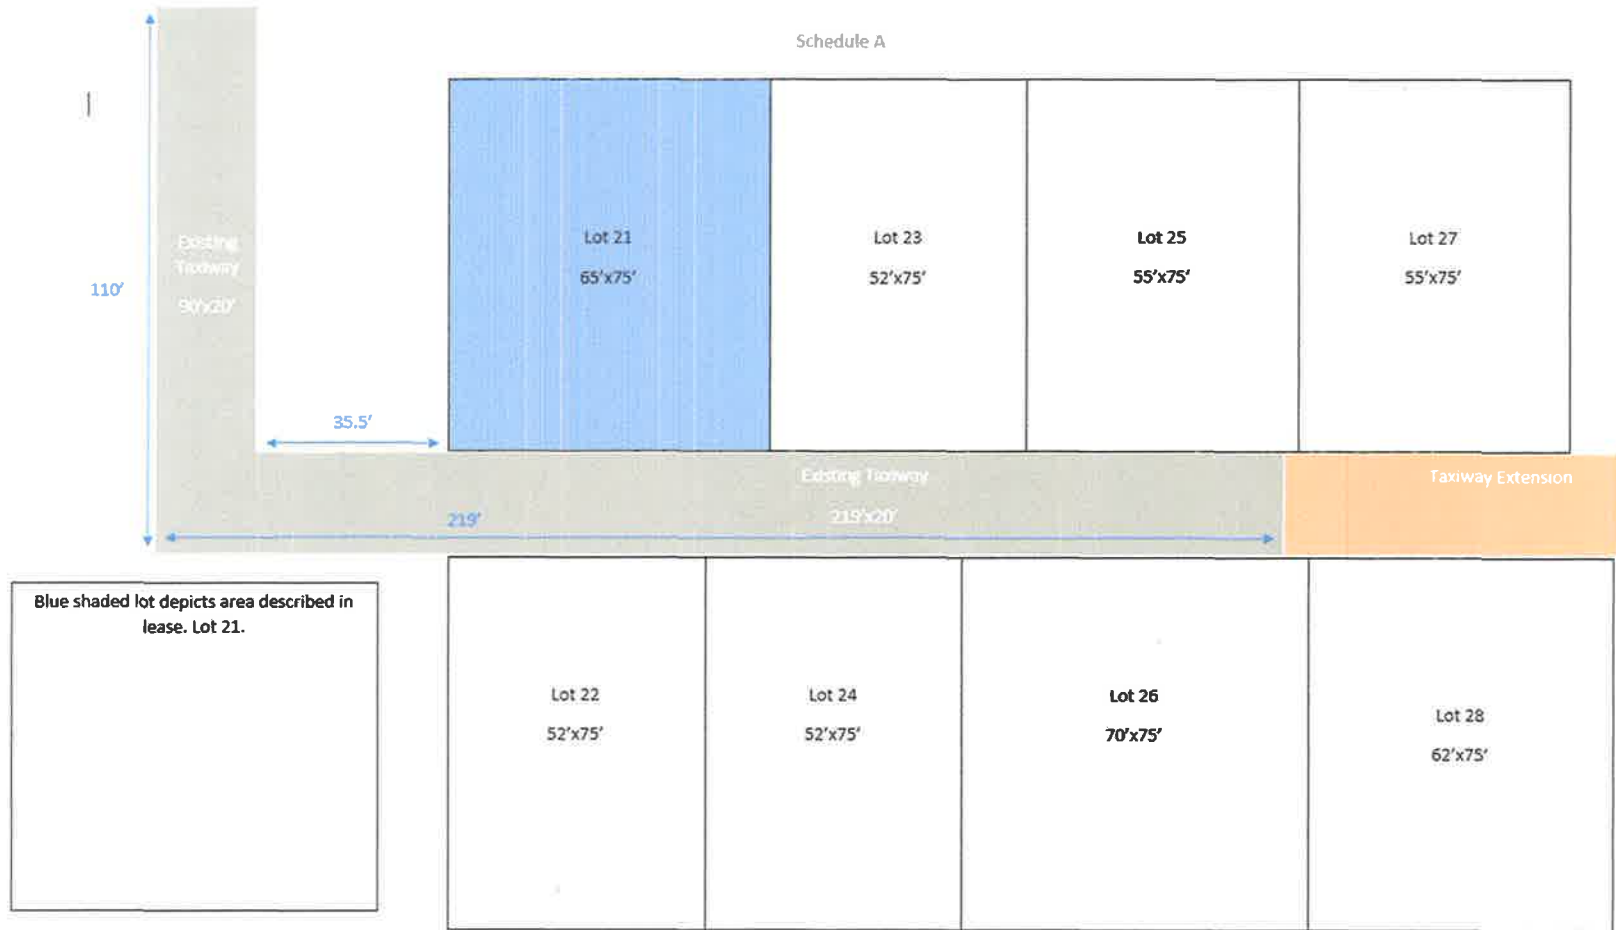 Schedule A
Existing
Taxiway
90'x20'
110'
35.5'
Lot 21
65'x75'
Lot 23
52'x75'
Lot 25
55'x75'
Lot 27
55'x75'
Existing Taxiway
219'x20'
219'
Taxiway Extension
Blue shaded lot depicts area described in
lease. Lot 21.
Lot 22
52'x75'
Lot 24
52'x75'
Lot 26
70'x75'
Lot 28
62'x75'